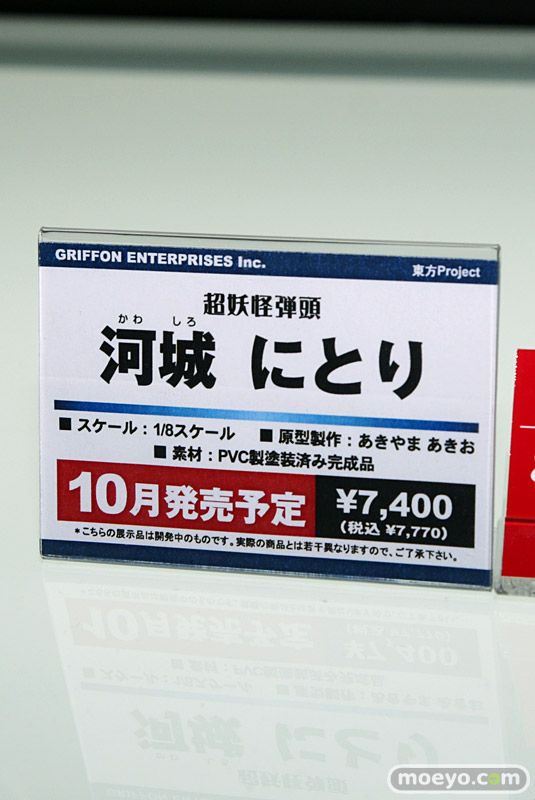 GRIFFON ENTERPRISES Inc.
東方Project
超妖怪弾頭
かわ しろ
河城 にとり
■ スケール：1/8スケール ■ 原型製作：あきやま あきお
■ 素材：PVC製塗装済み完成品
10月発売予定
¥7,400
(税込 ¥7,770)
*こちらの展示品は開発中のものです。実際の商品とは若干異なりますので、ご了承下さい。
moeyo.com